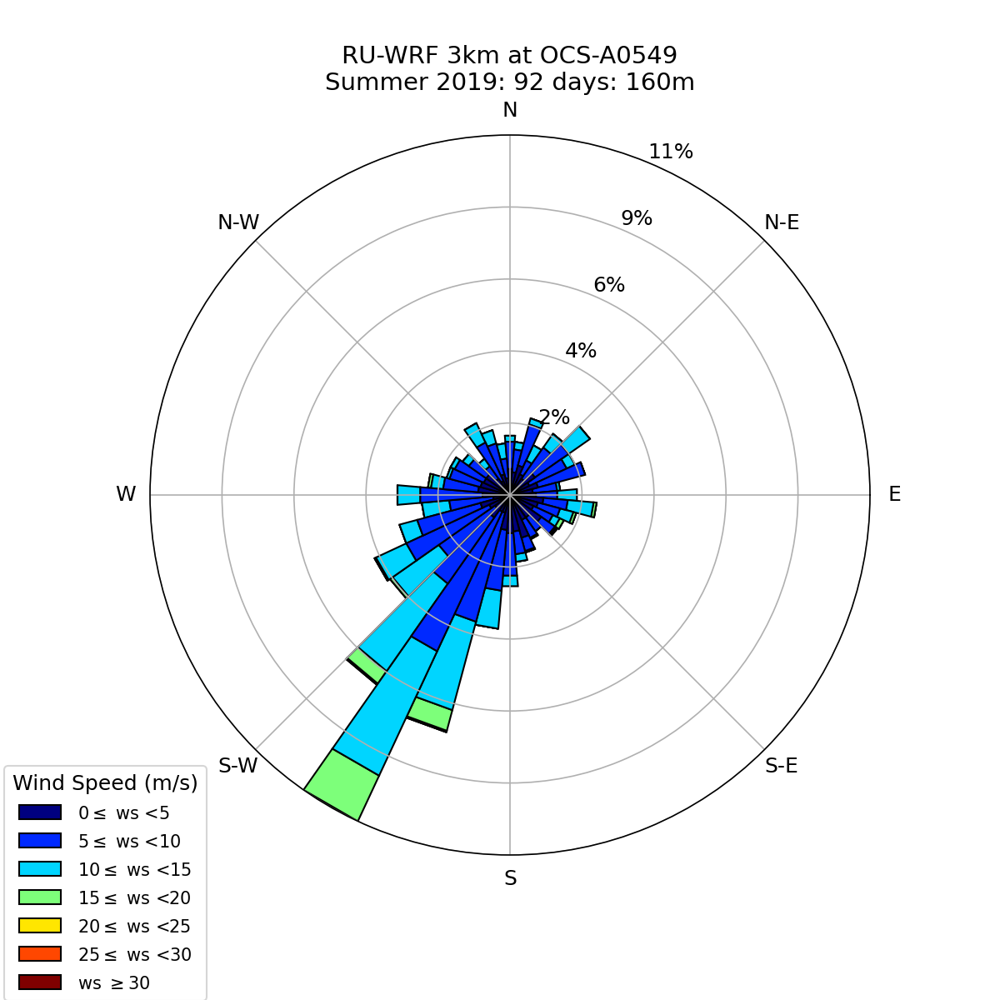 RU-WRF 3km at OCS-A0549
Summer 2019: 92 days: 160m
N
11%
N-W
9%
N-E
6%
4%
2%
W
E
S-W
S-E
S
Wind Speed (m/s)
0≤ ws <5
5≤ ws <10
10≤ ws <15
15≤ ws <20
20≤ ws <25
25≤ ws <30
ws ≥30